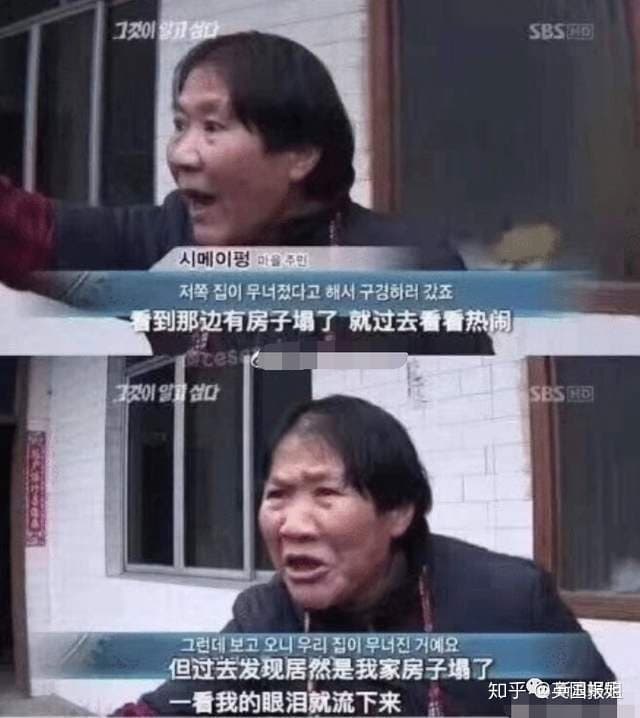 그것이 알고 싶다
SBS HD
시메이펑 마을 주민
저쪽 집이 무너졌다고 해서 구경하러 갔죠
看到那边有房子塌了 就过去看看热闹
그것이 알고 싶다
SBS HD
그런데 보고 오니 우리 집이 무너진 거예요
但过去发现居然是我家房子塌了
一看我的眼泪就流下来
知乎 @英国报姐